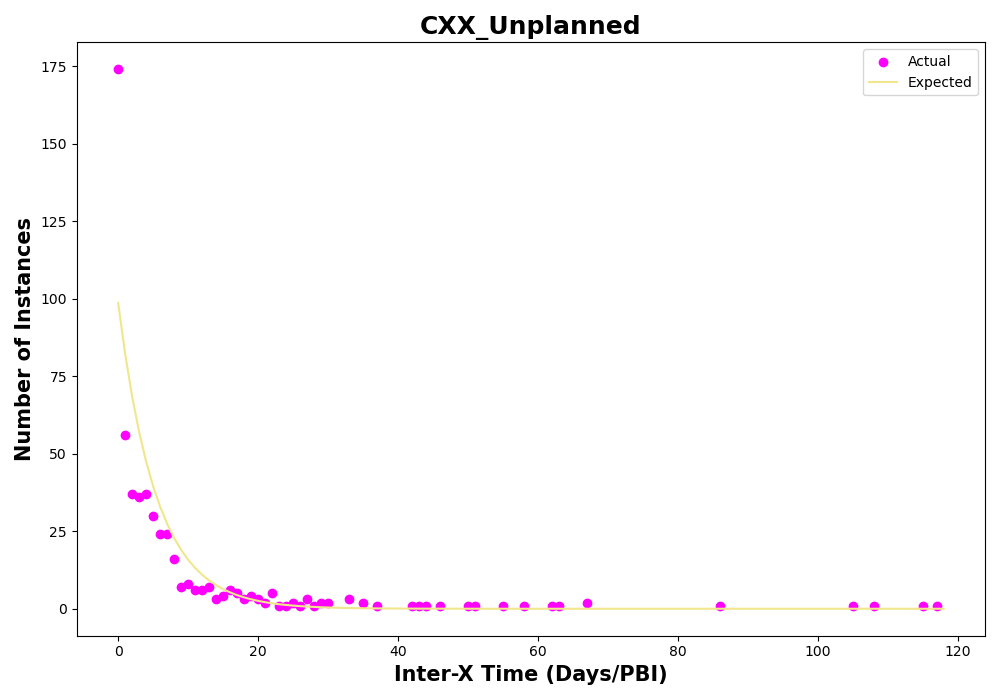 CXX_Unplanned
Actual
Expected
Number of Instances
175
150
125
100
75
50
25
0
0 20 40 60 80 100 120
Inter-X Time (Days/PBI)